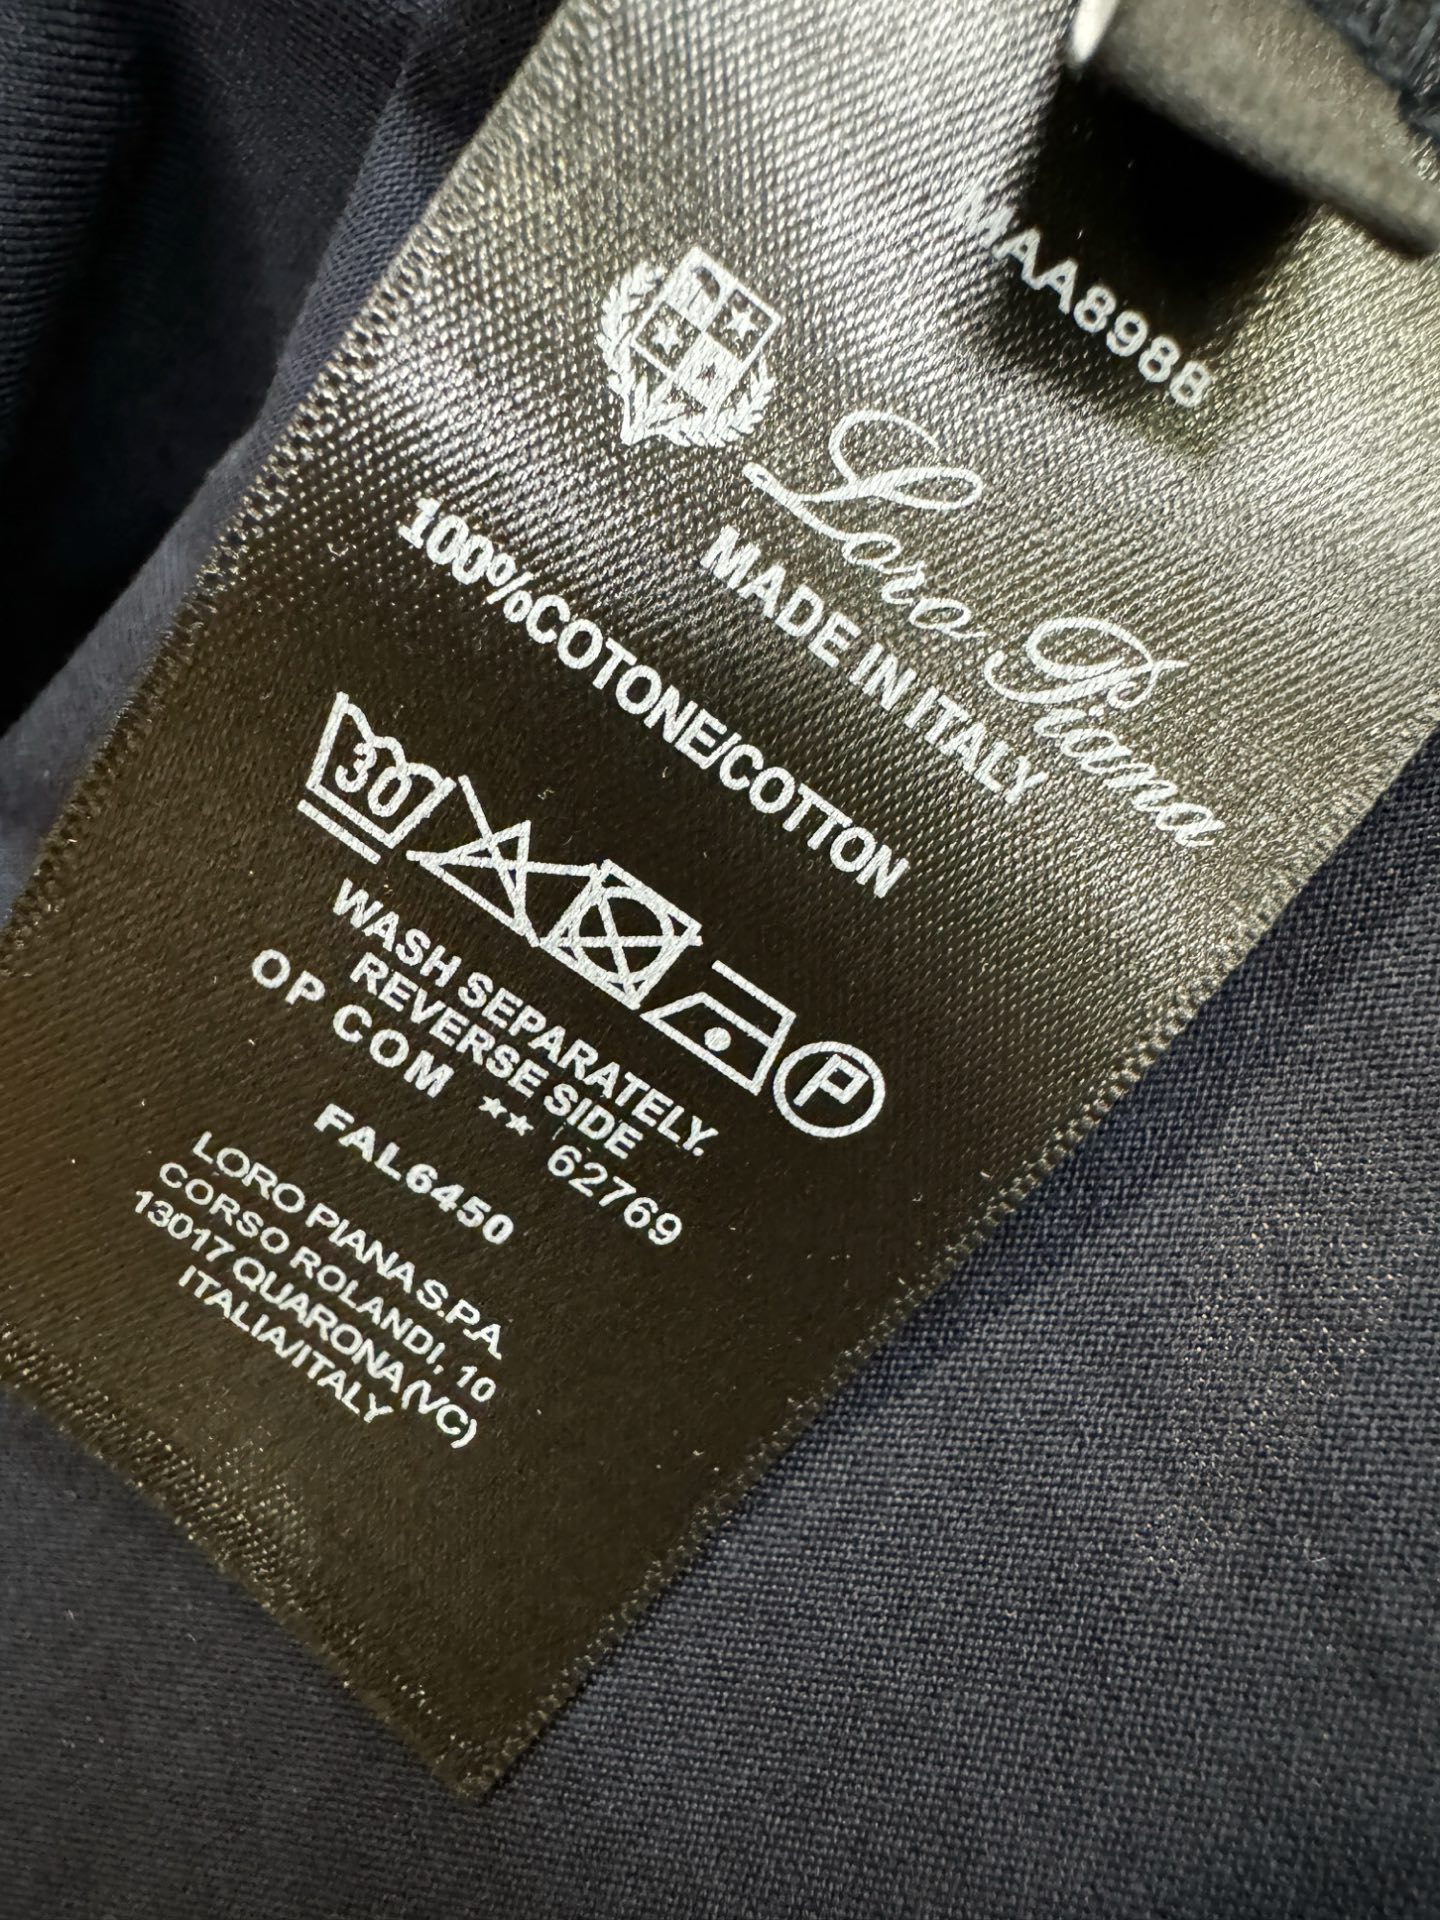 MAA8988
Loro Piana
MADE IN ITALY
100%COTONE/COTTON
30
P
WASH SEPARATELY.
REVERSE SIDE
OP COM ** 62769
FAL6450
LORO PIANA S.P.A
CORSO ROLANDI, 10
13017 QUARONA(VC)
ITALIA/ITALY